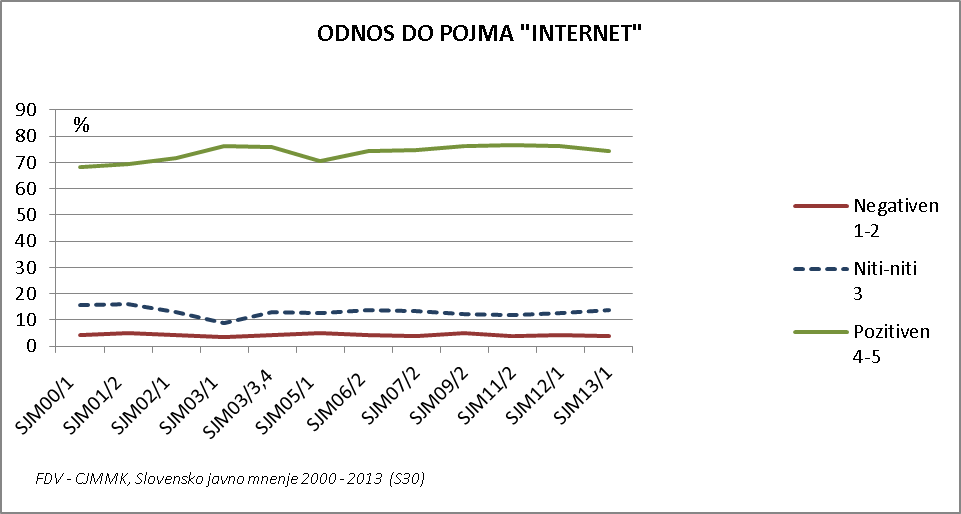 ODNOS DO POJMA "INTERNET"
%
90
80
70
60
50
40
30
20
10
0
SJM00/1
SJM01/2
SJM02/1
SJM03/1
SJM03/3,4
SJM05/1
SJM06/2
SJM07/2
SJM09/2
SJM11/2
SJM12/1
SJM13/1
Negativen
1-2
Niti-niti
3
Pozitiven
4-5
FDV - CJMMK, Slovensko javno mnenje 2000 - 2013 (S30)